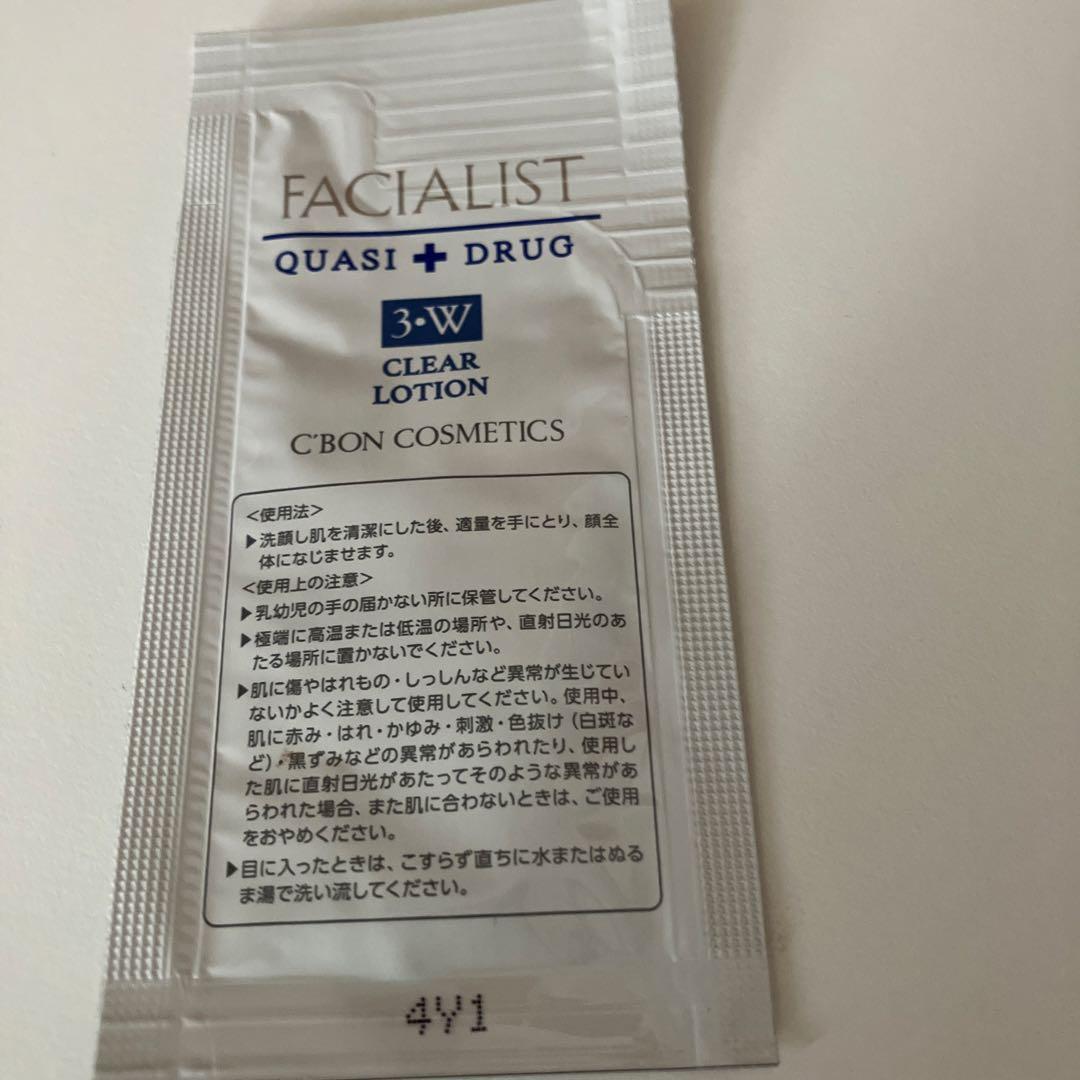 FACIALIST
QUASI + DRUG
3・W
CLEAR
LOTION
C'BON COSMETICS
<使用法>
▶洗顔し肌を清潔にした後、適量を手にとり、顔全
体になじませます。
<使用上の注意>
▶乳幼児の手の届かない所に保管してください。
▶極端に高温または低温の場所や、直射日光のあ
たる場所に置かないでください。
▶肌に傷やはれもの・しっしんなど異常が生じてい
ないかよく注意して使用してください。使用中、
肌に赤み・はれ・かゆみ・刺激・色抜け(白斑な
ど)・黒ずみなどの異常があらわれたり、使用し
た肌に直射日光があたってそのような異常があ
らわれた場合、また肌に合わないときは、ご使用
をおやめください。
▶目に入ったときは、こすらず直ちに水またはぬる
ま湯で洗い流してください。
4Y1